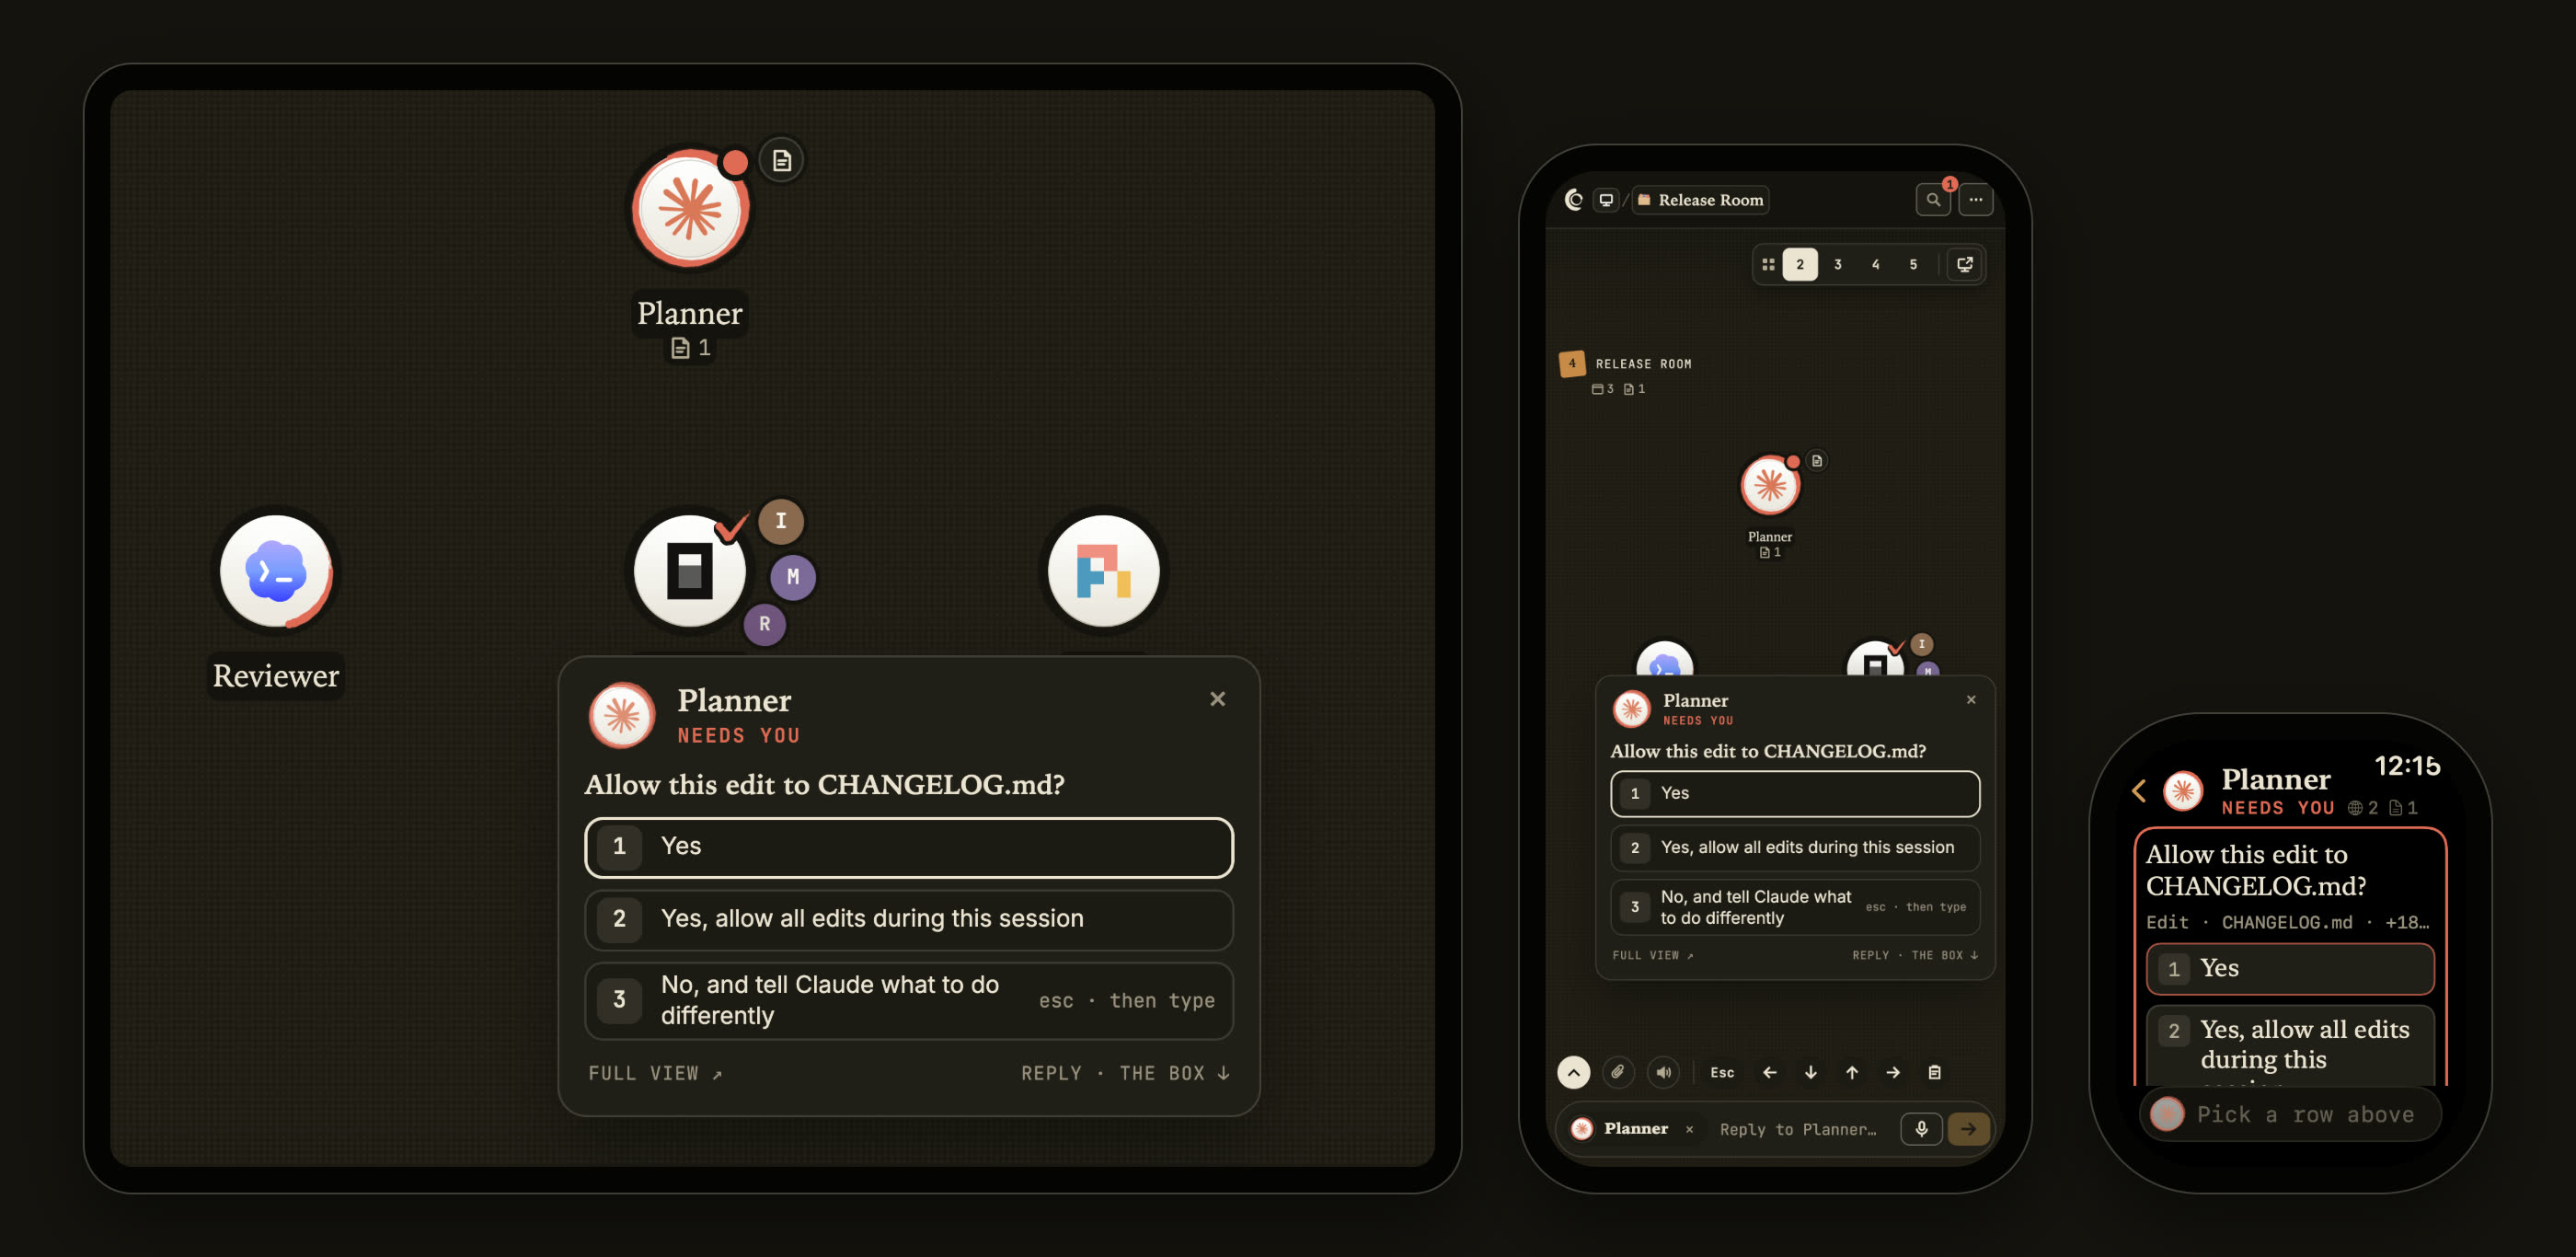 Planner
1
I
M
R
Reviewer
Planner
NEEDS YOU
×
Allow this edit to CHANGELOG.md?
1 Yes
2 Yes, allow all edits during this session
3 No, and tell Claude what to do
differently
esc · then type
FULL VIEW ↗
REPLY · THE BOX ↓
/ Release Room
1
2 3 4 5
4 RELEASE ROOM
3 1
Planner
1
I
M
Planner
NEEDS YOU
×
Allow this edit to CHANGELOG.md?
1 Yes
2 Yes, allow all edits during this session
3 No, and tell Claude what
to do differently
esc · then type
FULL VIEW ↗
REPLY · THE BOX ↓
Esc ← ↓ ↑ →
Planner × Reply to Planner…
12:15
Planner
NEEDS YOU 2 1
Allow this edit to
CHANGELOG.md?
Edit · CHANGELOG.md · +18…
1 Yes
2 Yes, allow all edits
during this
Pick a row above